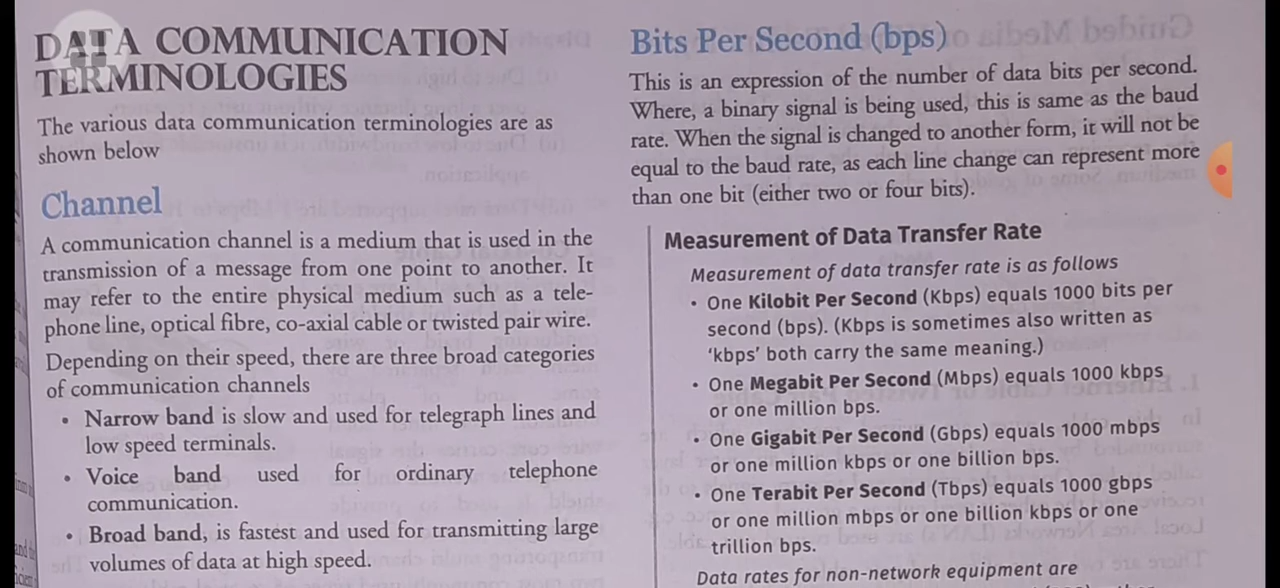 DATA COMMUNICATION
TERMINOLOGIES
The various data communication terminologies are as
shown below
Channel
A communication channel is a medium that is used in the
transmission of a message from one point to another. It
may refer to the entire physical medium such as a tele-
phone line, optical fibre, co-axial cable or twisted pair wire.
Depending on their speed, there are three broad categories
of communication channels
• Narrow band is slow and used for telegraph lines and
low speed terminals.
• Voice band used for ordinary telephone
communication.
• Broad band, is fastest and used for transmitting large
volumes of data at high speed.
Bits Per Second (bps)
This is an expression of the number of data bits per second.
Where, a binary signal is being used, this is same as the baud
rate. When the signal is changed to another form, it will not be
equal to the baud rate, as each line change can represent more
than one bit (either two or four bits).
Measurement of Data Transfer Rate
Measurement of data transfer rate is as follows
• One Kilobit Per Second (Kbps) equals 1000 bits per
second (bps). (Kbps is sometimes also written as
'kbps' both carry the same meaning.)
• One Megabit Per Second (Mbps) equals 1000 kbps
or one million bps.
• One Gigabit Per Second (Gbps) equals 1000 mbps
or one million kbps or one billion bps.
• One Terabit Per Second (Tbps) equals 1000 gbps
or one million mbps or one billion kbps or one
trillion bps.
Data rates for non-network equipment are